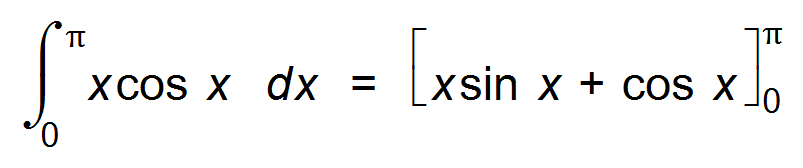 ∫₀^π x cos x dx = [x sin x + cos x]₀^π